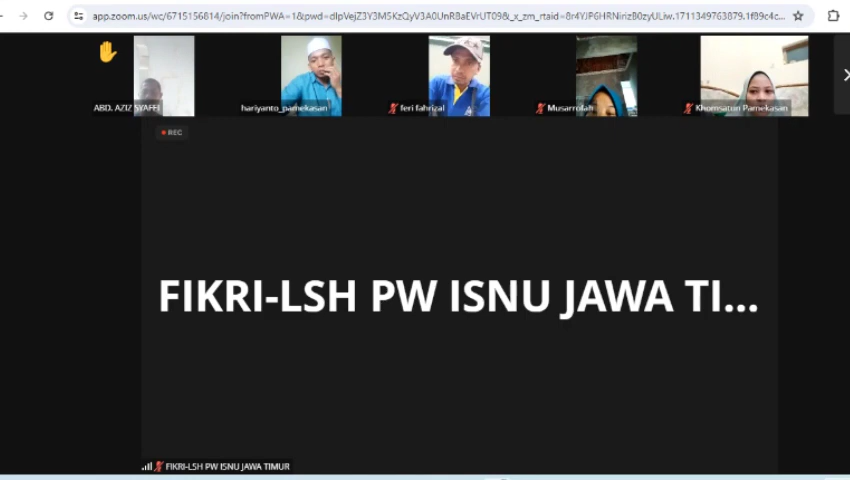 app.zoom.us/wc/6715156814/join?fromPWA=1&pwd=dlpVejZ3Y3M5KzQyV3A0UnR8aEVrUT09&_x_zm_rtaid=8r4YJP6HRNirizB0zyULiw.1711349763879.1f89c4c...
ABD. AZIZ SYAFEI
hariyanto_pamekasan
feri fahrizal
Musarrofah
Khomsatun Pamekasan
REC
FIKRI-LSH PW ISNU JAWA TI...
FIKRI-LSH PW ISNU JAWA TIMUR